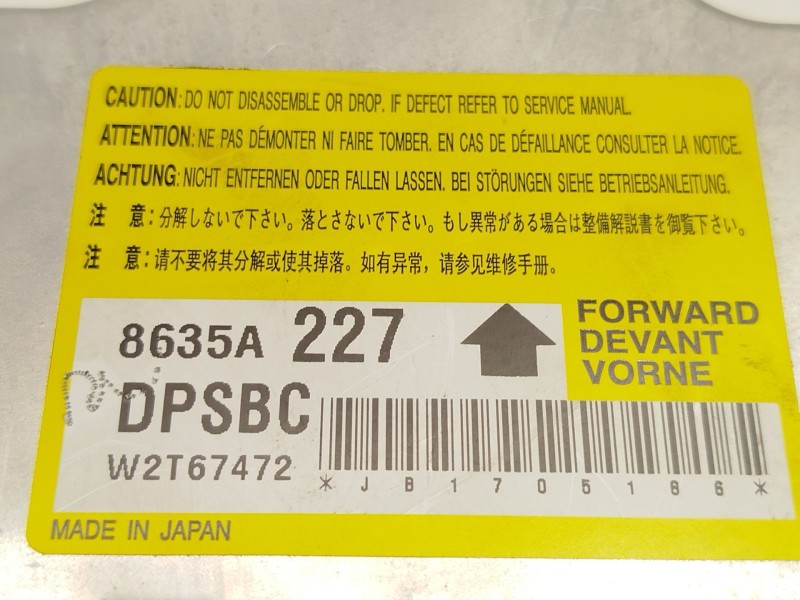 CAUTION: DO NOT DISASSEMBLE OR DROP. IF DEFECT REFER TO SERVICE MANUAL.
ATTENTION: NE PAS DÉMONTER NI FAIRE TOMBER. EN CAS DE DÉFAILLANCE CONSULTER LA NOTICE.
ACHTUNG: NICHT ENTFERNEN ODER FALLEN LASSEN. BEI STÖRUNGEN SIEHE BETRIEBSANLEITUNG.
注 意：分解しないで下さい。落とさないで下さい。もし異常がある場合は整備解説書を御覧下さい。
注 意：请不要将其分解或使其掉落。如有异常，请参见维修手册。
8635A 227
FORWARD
DEVANT
VORNE
DPSBC
W2T67472
*JB1705186*
MADE IN JAPAN